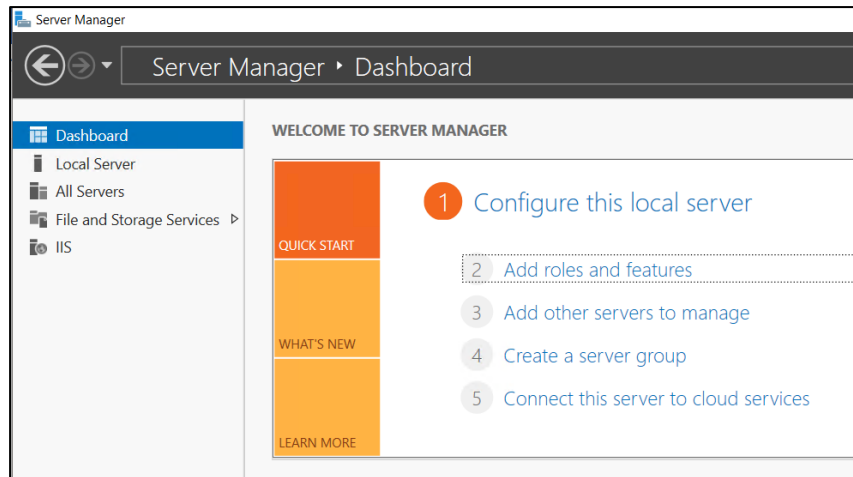 Server Manager
Server Manager ‣ Dashboard
Dashboard
Local Server
All Servers
File and Storage Services ▷
IIS
WELCOME TO SERVER MANAGER
QUICK START
WHAT'S NEW
LEARN MORE
1 Configure this local server
2 Add roles and features
3 Add other servers to manage
4 Create a server group
5 Connect this server to cloud services